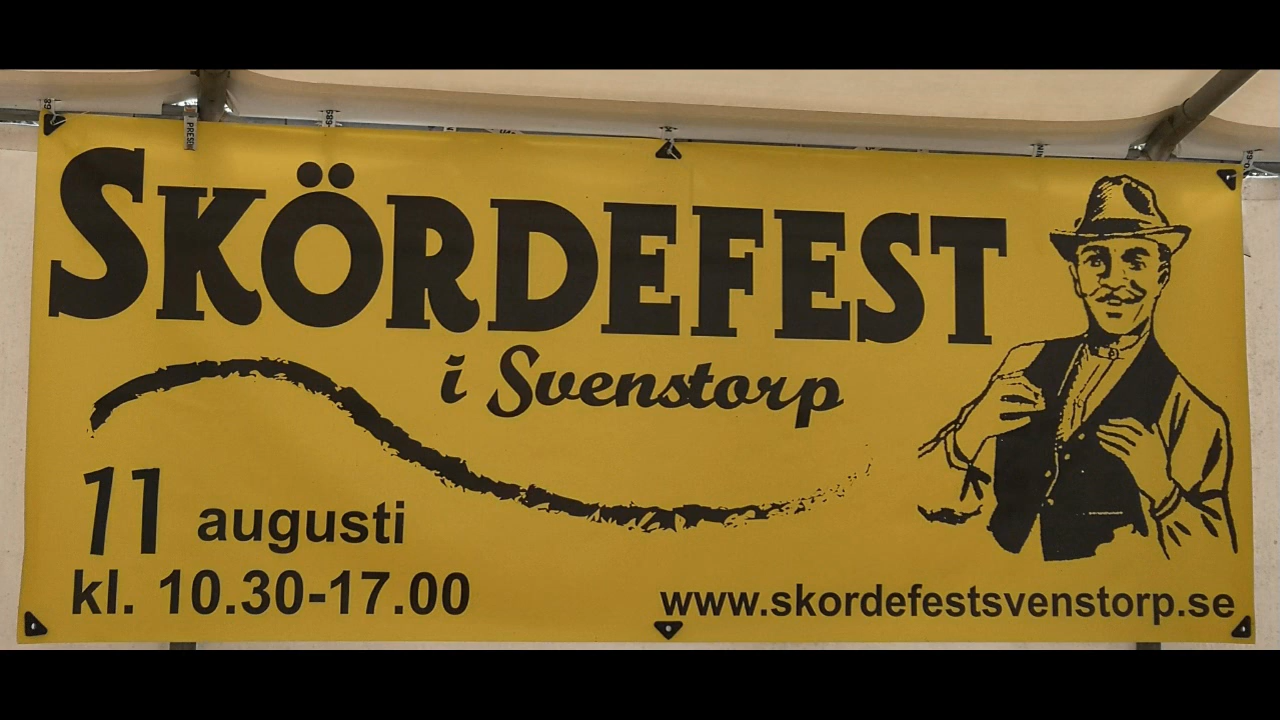 SKÖRDEFEST
i Svenstorp
11 augusti
kl. 10.30-17.00
www.skordefestsvenstorp.se